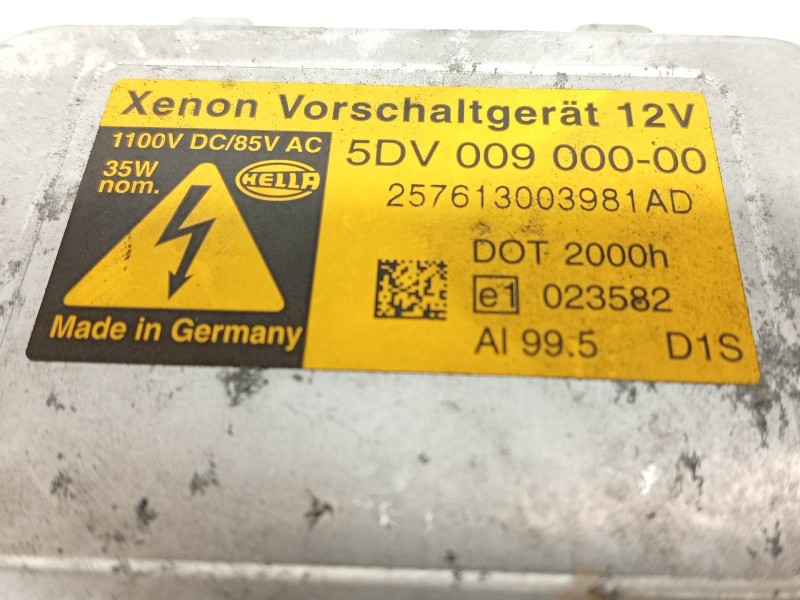 Xenon Vorschaltgerät 12V
1100V DC/85V AC
35W
nom.
HELLA
Made in Germany
5DV 009 000-00
257613003981AD
DOT 2000h
e1 023582
Al 99.5 D1S